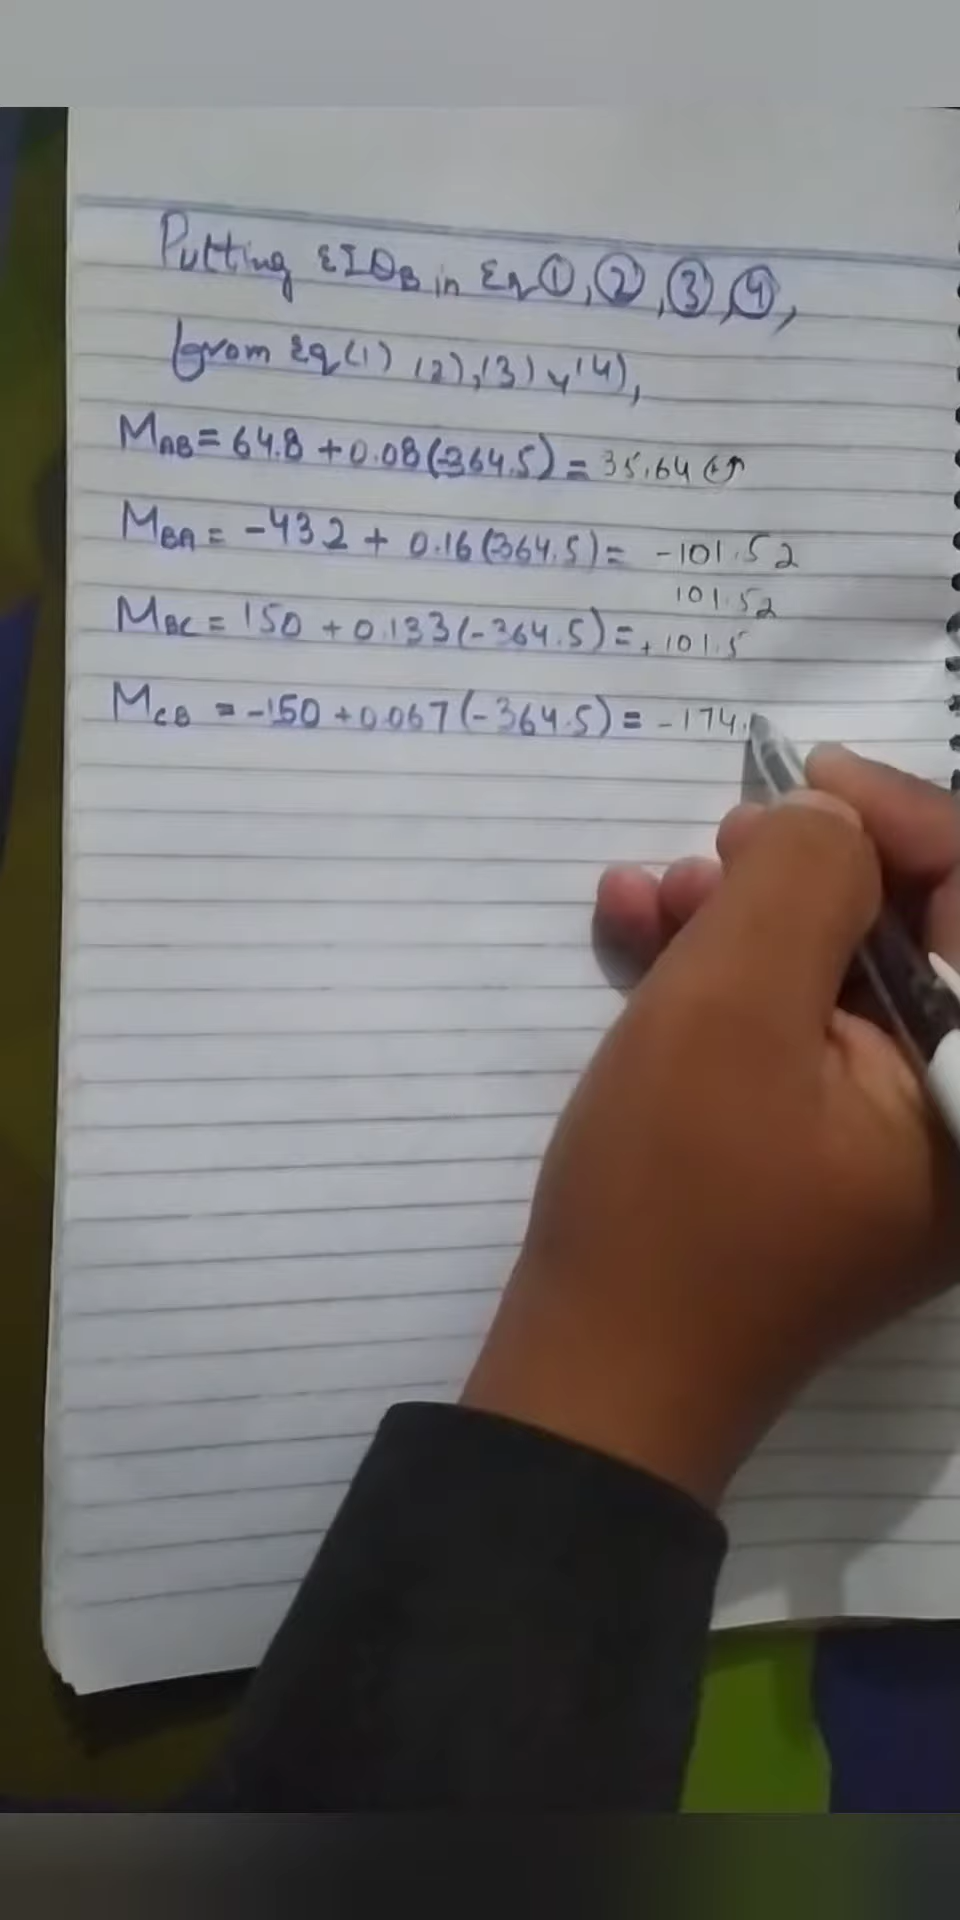 Putting EIθB in Eq ①, ②, ③, ④,
from Eq (1) (2), (3) y (4),
MAB = 64.8 + 0.08(-364.5) = 35.64
MBA = -432 + 0.16(-364.5) = -101.52
101.52
MBC = 150 + 0.133(-364.5) = +101.5
MCB = -150 + 0.067(-364.5) = -174.